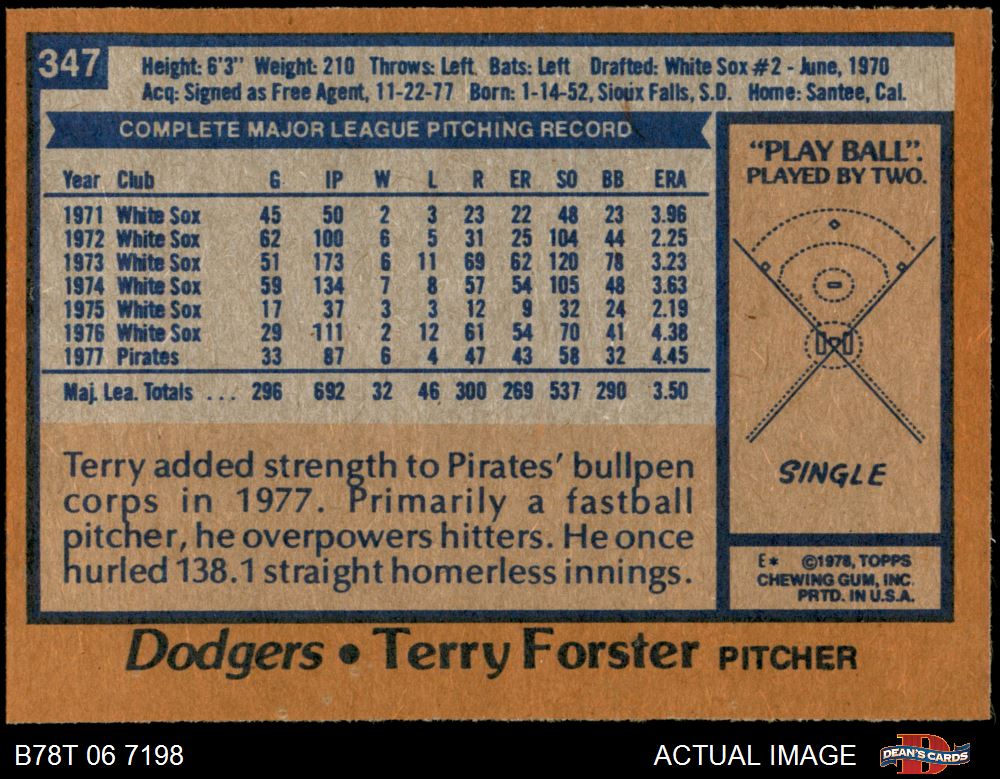 347
Height: 6'3" Weight: 210 Throws: Left Bats: Left Drafted: White Sox #2 - June, 1970
Acq: Signed as Free Agent, 11-22-77 Born: 1-14-52, Sioux Falls, S.D. Home: Santee, Cal.
COMPLETE MAJOR LEAGUE PITCHING RECORD
Year Club G IP W L R ER SO BB ERA
1971 White Sox 45 50 2 3 23 22 48 23 3.96
1972 White Sox 62 100 6 5 31 25 104 44 2.25
1973 White Sox 51 173 6 11 69 62 120 78 3.23
1974 White Sox 59 134 7 8 57 54 105 48 3.63
1975 White Sox 17 37 3 3 12 9 32 24 2.19
1976 White Sox 29 111 2 12 61 54 70 41 4.38
1977 Pirates 33 87 6 4 47 43 58 32 4.45
Maj. Lea. Totals ... 296 692 32 46 300 269 537 290 3.50
Terry added strength to Pirates' bullpen
corps in 1977. Primarily a fastball
pitcher, he overpowers hitters. He once
hurled 138.1 straight homerless innings.
"PLAY BALL".
PLAYED BY TWO.
SINGLE
E* ©1978, TOPPS
CHEWING GUM, INC.
PRTD. IN U.S.A.
Dodgers • Terry Forster PITCHER
B78T 06 7198
ACTUAL IMAGE
DEAN'S CARDS